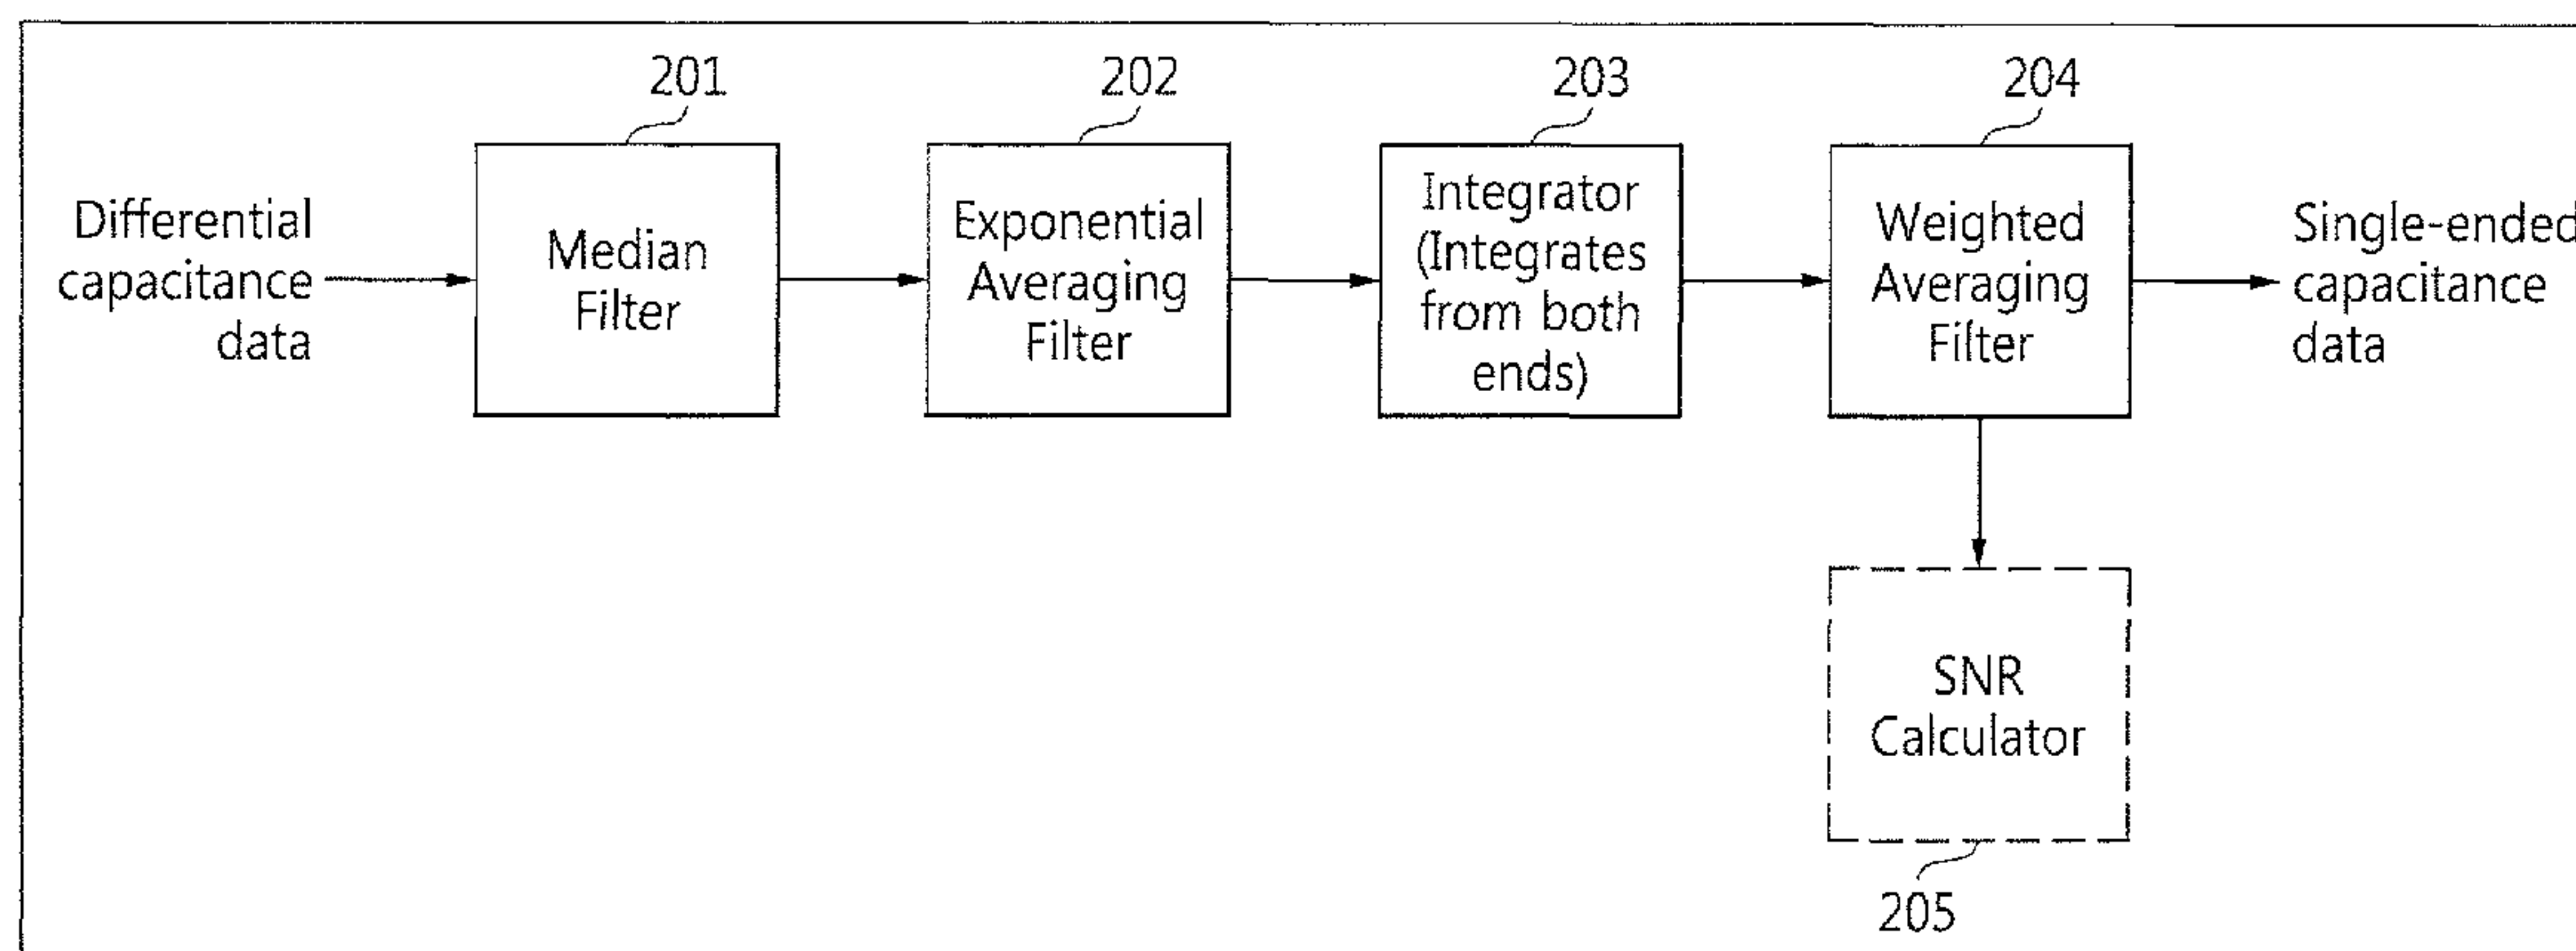 201
202
203
204
Differential
capacitance
data
Median
Filter
Exponential
Averaging
Filter
Integrator
(Integrates
from both
ends)
Weighted
Averaging
Filter
Single-ended
capacitance
data
SNR
Calculator
205